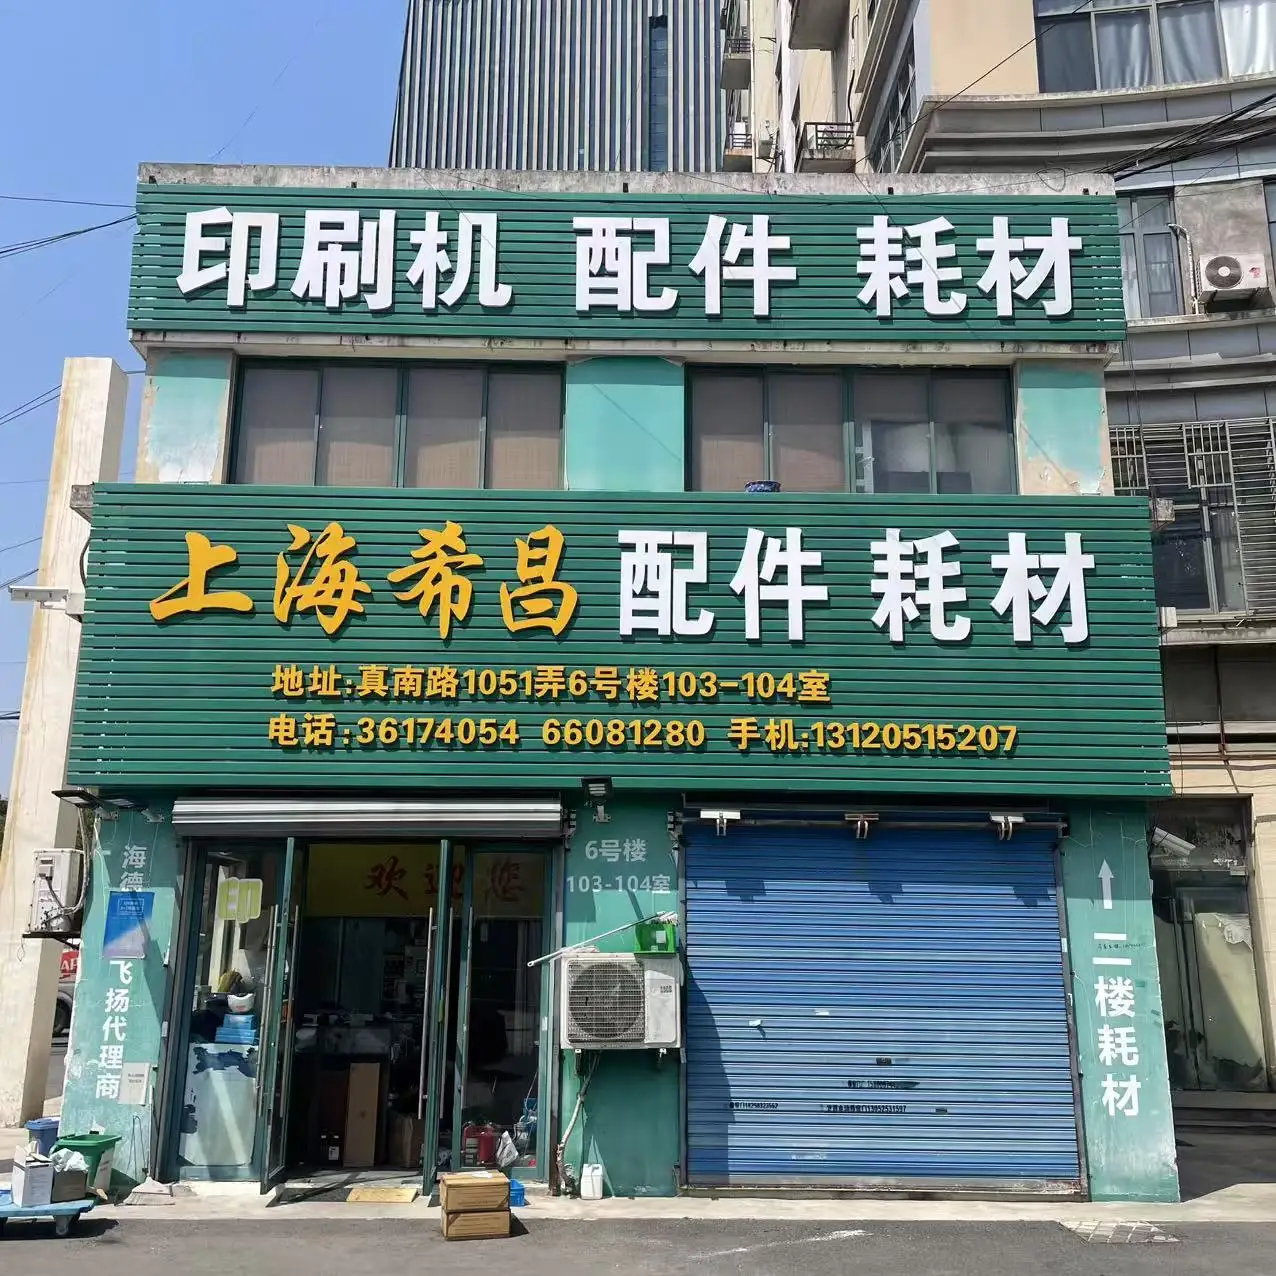 印刷机 配件 耗材
上海希昌 配件 耗材
地址:真南路1051弄6号楼103-104室
电话:36174054 66081280 手机:13120515207
欢迎您
6号楼
103-104室
海德
飞扬代理商
印
二楼耗材